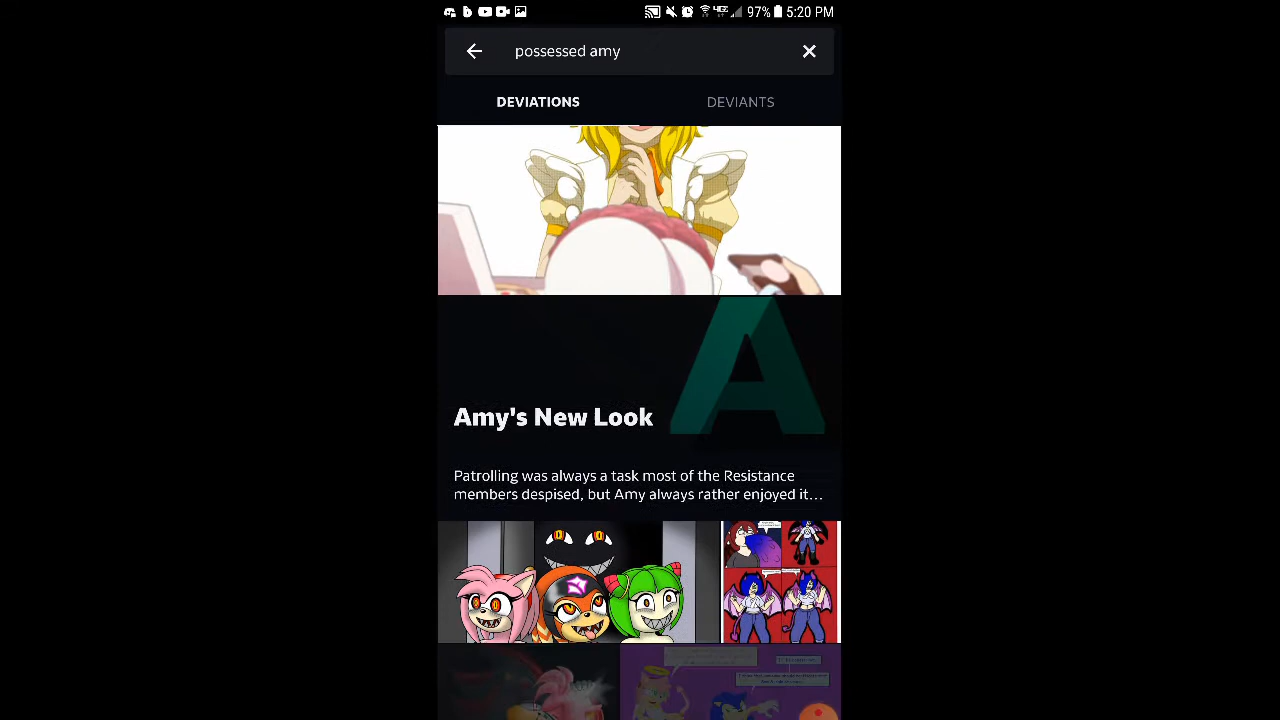 97% 5:20 PM
possessed amy
DEVIATIONS DEVIANTS
A
Amy's New Look
Patrolling was always a task most of the Resistance
members despised, but Amy always rather enjoyed it...